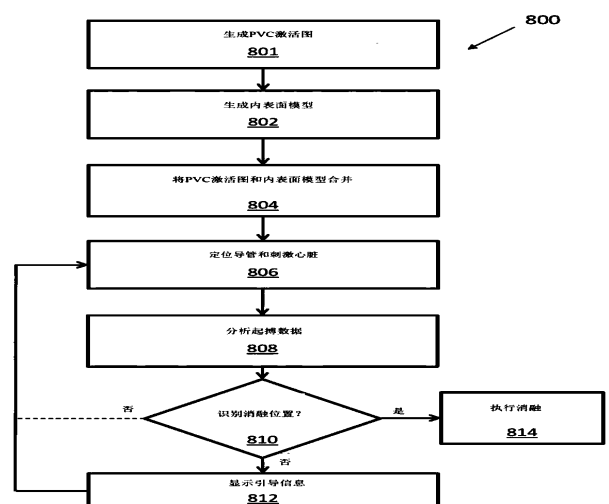 800
生成PVC激活图
801
生成内表面模型
802
将PVC激活图和内表面模型合并
804
定位导管和刺激心脏
806
分析起搏数据
808
否
识别消融位置？
是
执行消融
810
814
否
显示引导信息
812